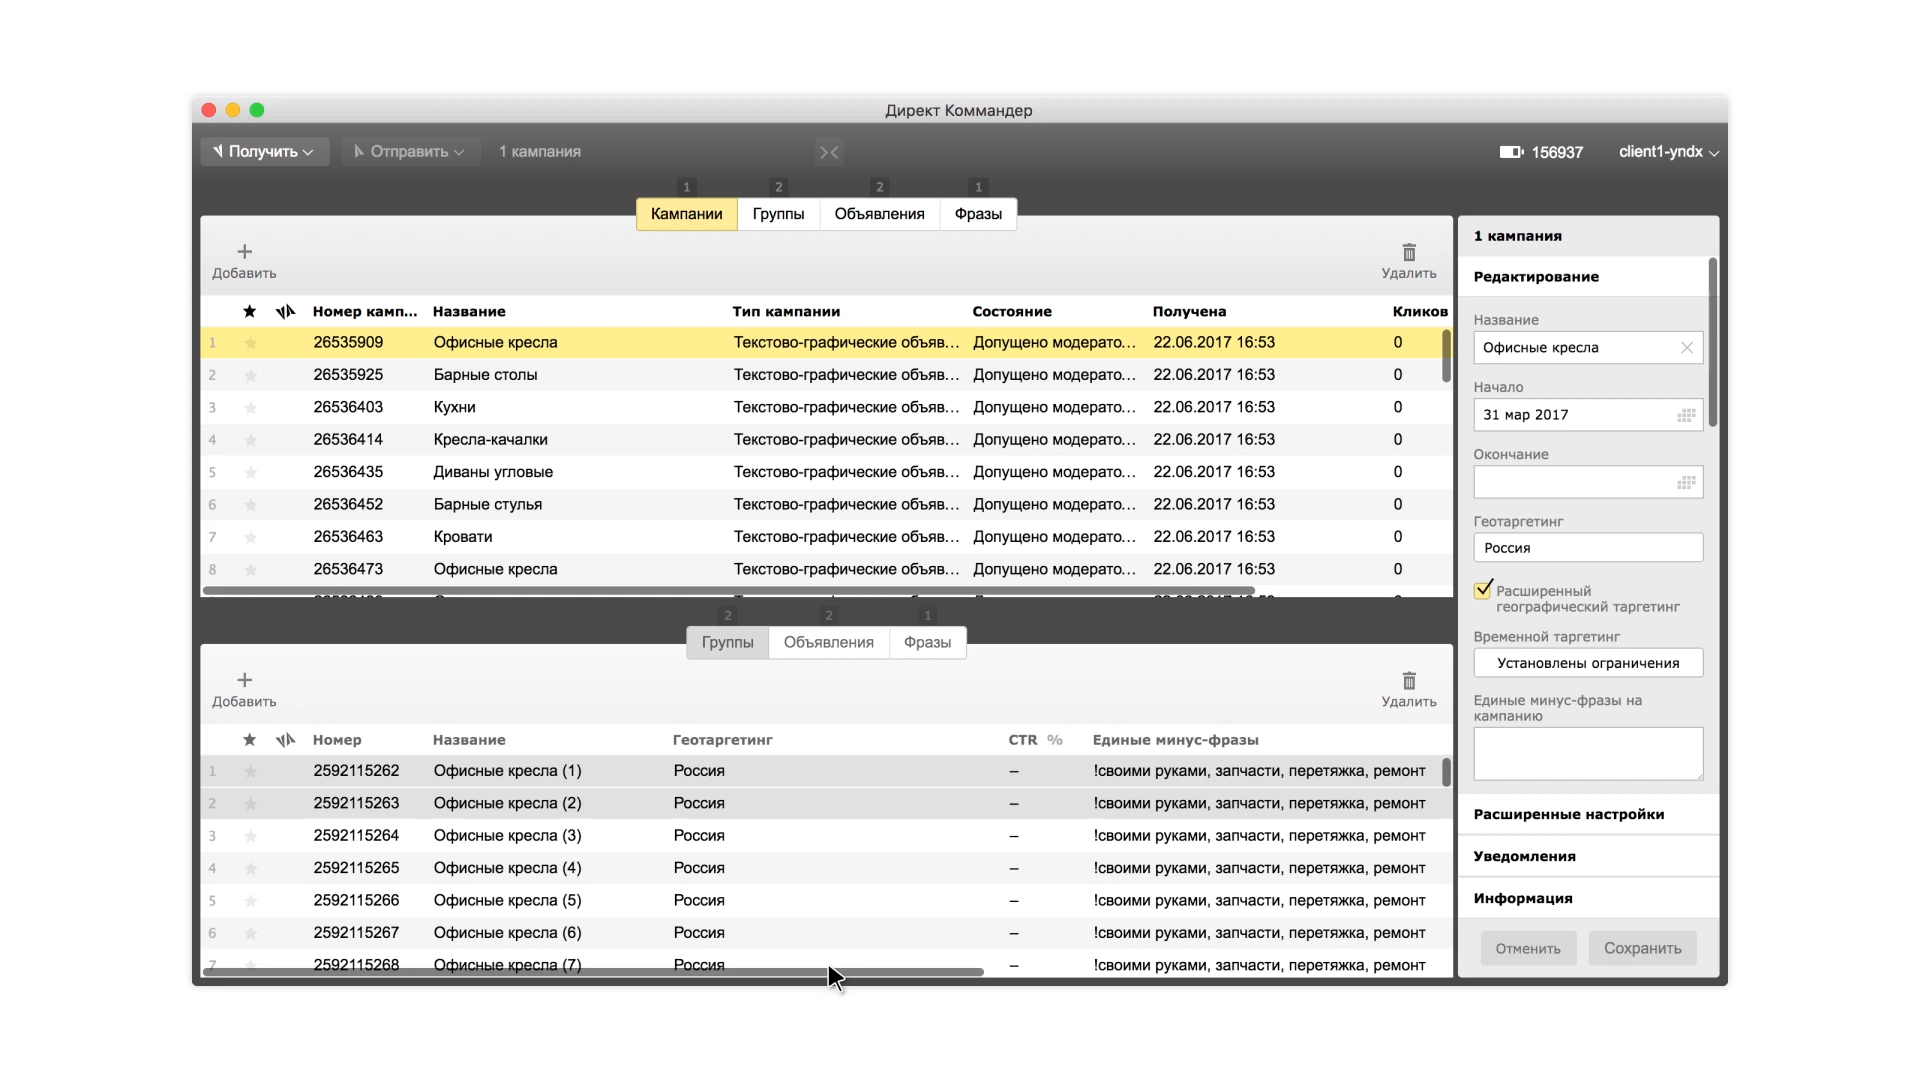 Директ Коммандер
Получить
Отправить
1 кампания
156937
client1-yndx
1 2 2 1
Кампании Группы Объявления Фразы
Добавить
Удалить
Номер камп... Название Тип кампании Состояние Получена Кликов
1 26535909 Офисные кресла Текстово-графические объяв... Допущено модерато... 22.06.2017 16:53 0
2 26535925 Барные столы Текстово-графические объяв... Допущено модерато... 22.06.2017 16:53 0
3 26536403 Кухни Текстово-графические объяв... Допущено модерато... 22.06.2017 16:53 0
4 26536414 Кресла-качалки Текстово-графические объяв... Допущено модерато... 22.06.2017 16:53 0
5 26536435 Диваны угловые Текстово-графические объяв... Допущено модерато... 22.06.2017 16:53 0
6 26536452 Барные стулья Текстово-графические объяв... Допущено модерато... 22.06.2017 16:53 0
7 26536463 Кровати Текстово-графические объяв... Допущено модерато... 22.06.2017 16:53 0
8 26536473 Офисные кресла Текстово-графические объяв... Допущено модерато... 22.06.2017 16:53 0
2 2 1
Группы Объявления Фразы
Добавить
Удалить
Номер Название Геотаргетинг CTR % Единые минус-фразы
1 2592115262 Офисные кресла (1) Россия – !своими руками, запчасти, перетяжка, ремонт
2 2592115263 Офисные кресла (2) Россия – !своими руками, запчасти, перетяжка, ремонт
3 2592115264 Офисные кресла (3) Россия – !своими руками, запчасти, перетяжка, ремонт
4 2592115265 Офисные кресла (4) Россия – !своими руками, запчасти, перетяжка, ремонт
5 2592115266 Офисные кресла (5) Россия – !своими руками, запчасти, перетяжка, ремонт
6 2592115267 Офисные кресла (6) Россия – !своими руками, запчасти, перетяжка, ремонт
7 2592115268 Офисные кресла (7) Россия – !своими руками, запчасти, перетяжка, ремонт
1 кампания
Редактирование
Название
Офисные кресла
Начало
31 мар 2017
Окончание
Геотаргетинг
Россия
Расширенный
географический таргетинг
Временной таргетинг
Установлены ограничения
Единые минус-фразы на
кампанию
Расширенные настройки
Уведомления
Информация
Отменить
Сохранить